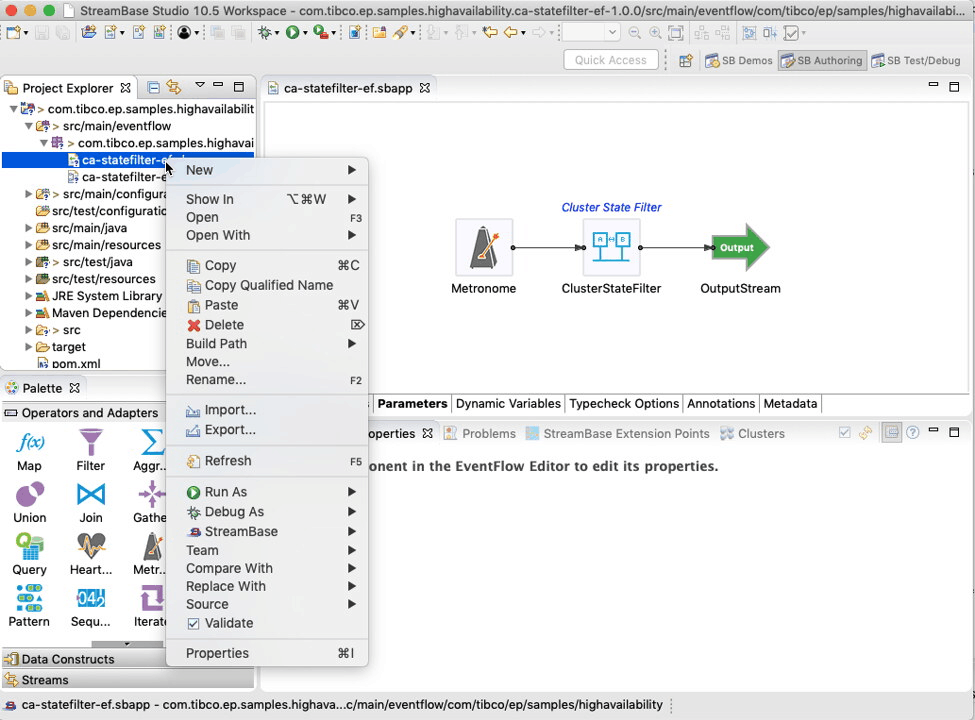 StreamBase Studio 10.5 Workspace - com.tibco.ep.samples.highavailability.ca-statefilter-ef-1.0.0/src/main/eventflow/com/tibco/ep/samples/highavailabi...
Quick Access
SB Demos
SB Authoring
SB Test/Debug
Project Explorer
> com.tibco.ep.samples.highavailabilit
> src/main/eventflow
> com.tibco.ep.samples.highavai
ca-statefilter-ef
ca-statefilter-e
> src/main/configura
src/test/configuratio
> src/main/java
> src/main/resources
> src/test/java
src/test/resources
JRE System Library
Maven Dependencie
> src
target
pom.xml
Palette
Operators and Adapters
Map
Filter
Aggr...
Union
Join
Gathe
Query
Heart...
Metr...
Pattern
Sequ...
Iterate
Data Constructs
Streams
New
Show In ⌥⌘W
Open F3
Open With
Copy ⌘C
Copy Qualified Name
Paste ⌘V
Delete ⌦
Build Path
Move...
Rename... F2
Import...
Export...
Refresh F5
Run As
Debug As
StreamBase
Team
Compare With
Replace With
Source
Validate
Properties ⌘I
ca-statefilter-ef.sbapp
Cluster State Filter
A B
Output
Metronome
ClusterStateFilter
OutputStream
Parameters
Dynamic Variables
Typecheck Options
Annotations
Metadata
operties
Problems
StreamBase Extension Points
Clusters
onent in the EventFlow Editor to edit its properties.
ca-statefilter-ef.sbapp - com.tibco.ep.samples.highava...c/main/eventflow/com/tibco/ep/samples/highavailability